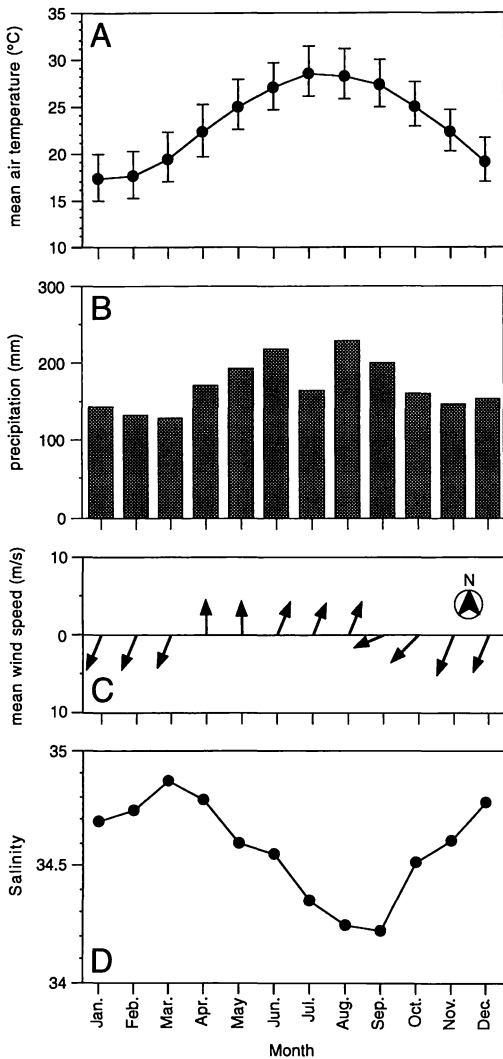 A
mean air temperature (°C)
35
30
25
20
15
10
B
precipitation (mm)
300
200
100
0
C
mean wind speed (m/s)
10
0
10
N
D
Salinity
35
34.5
34
Jan. Feb. Mar. Apr. May Jun. Jul. Aug. Sep. Oct. Nov. Dec.
Month